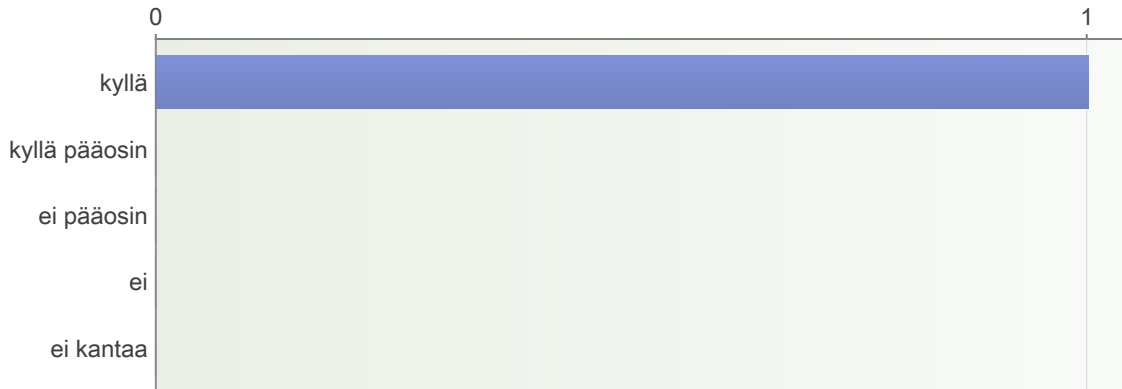 0 1
kyllä
kyllä pääosin
ei pääosin
ei
ei kantaa